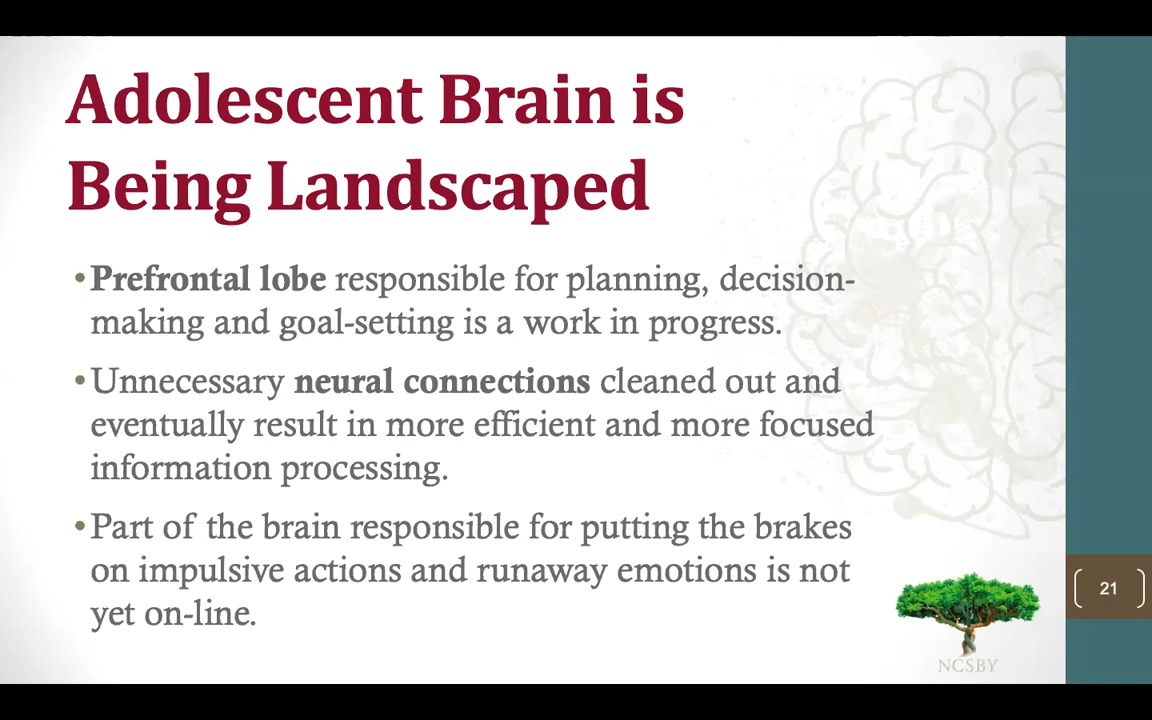 Adolescent Brain is
Being Landscaped
•Prefrontal lobe responsible for planning, decision-
making and goal-setting is a work in progress.
•Unnecessary neural connections cleaned out and
eventually result in more efficient and more focused
information processing.
•Part of the brain responsible for putting the brakes
on impulsive actions and runaway emotions is not
yet on-line.
NCSBY
21